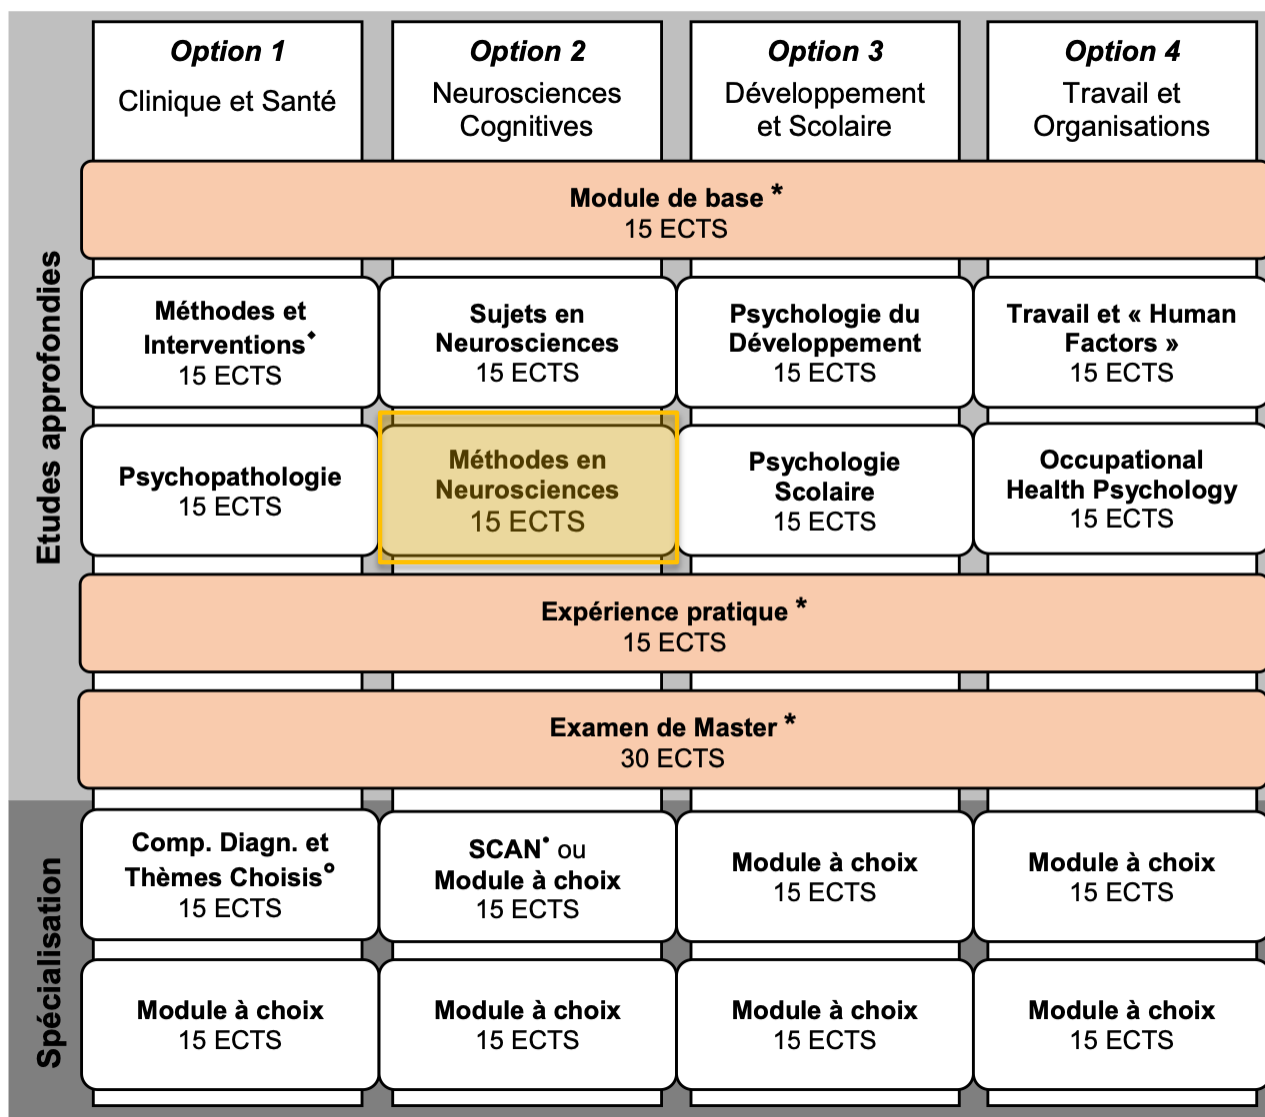 Option 1
Clinique et Santé
Option 2
Neurosciences
Cognitives
Option 3
Développement
et Scolaire
Option 4
Travail et
Organisations
Etudes approfondies
Module de base *
15 ECTS
Méthodes et
Interventions◆
15 ECTS
Sujets en
Neurosciences
15 ECTS
Psychologie du
Développement
15 ECTS
Travail et « Human
Factors »
15 ECTS
Psychopathologie
15 ECTS
Méthodes en
Neurosciences
15 ECTS
Psychologie
Scolaire
15 ECTS
Occupational
Health Psychology
15 ECTS
Expérience pratique *
15 ECTS
Examen de Master *
30 ECTS
Spécialisation
Comp. Diagn. et
Thèmes Choisis°
15 ECTS
SCAN• ou
Module à choix
15 ECTS
Module à choix
15 ECTS
Module à choix
15 ECTS
Module à choix
15 ECTS
Module à choix
15 ECTS
Module à choix
15 ECTS
Module à choix
15 ECTS